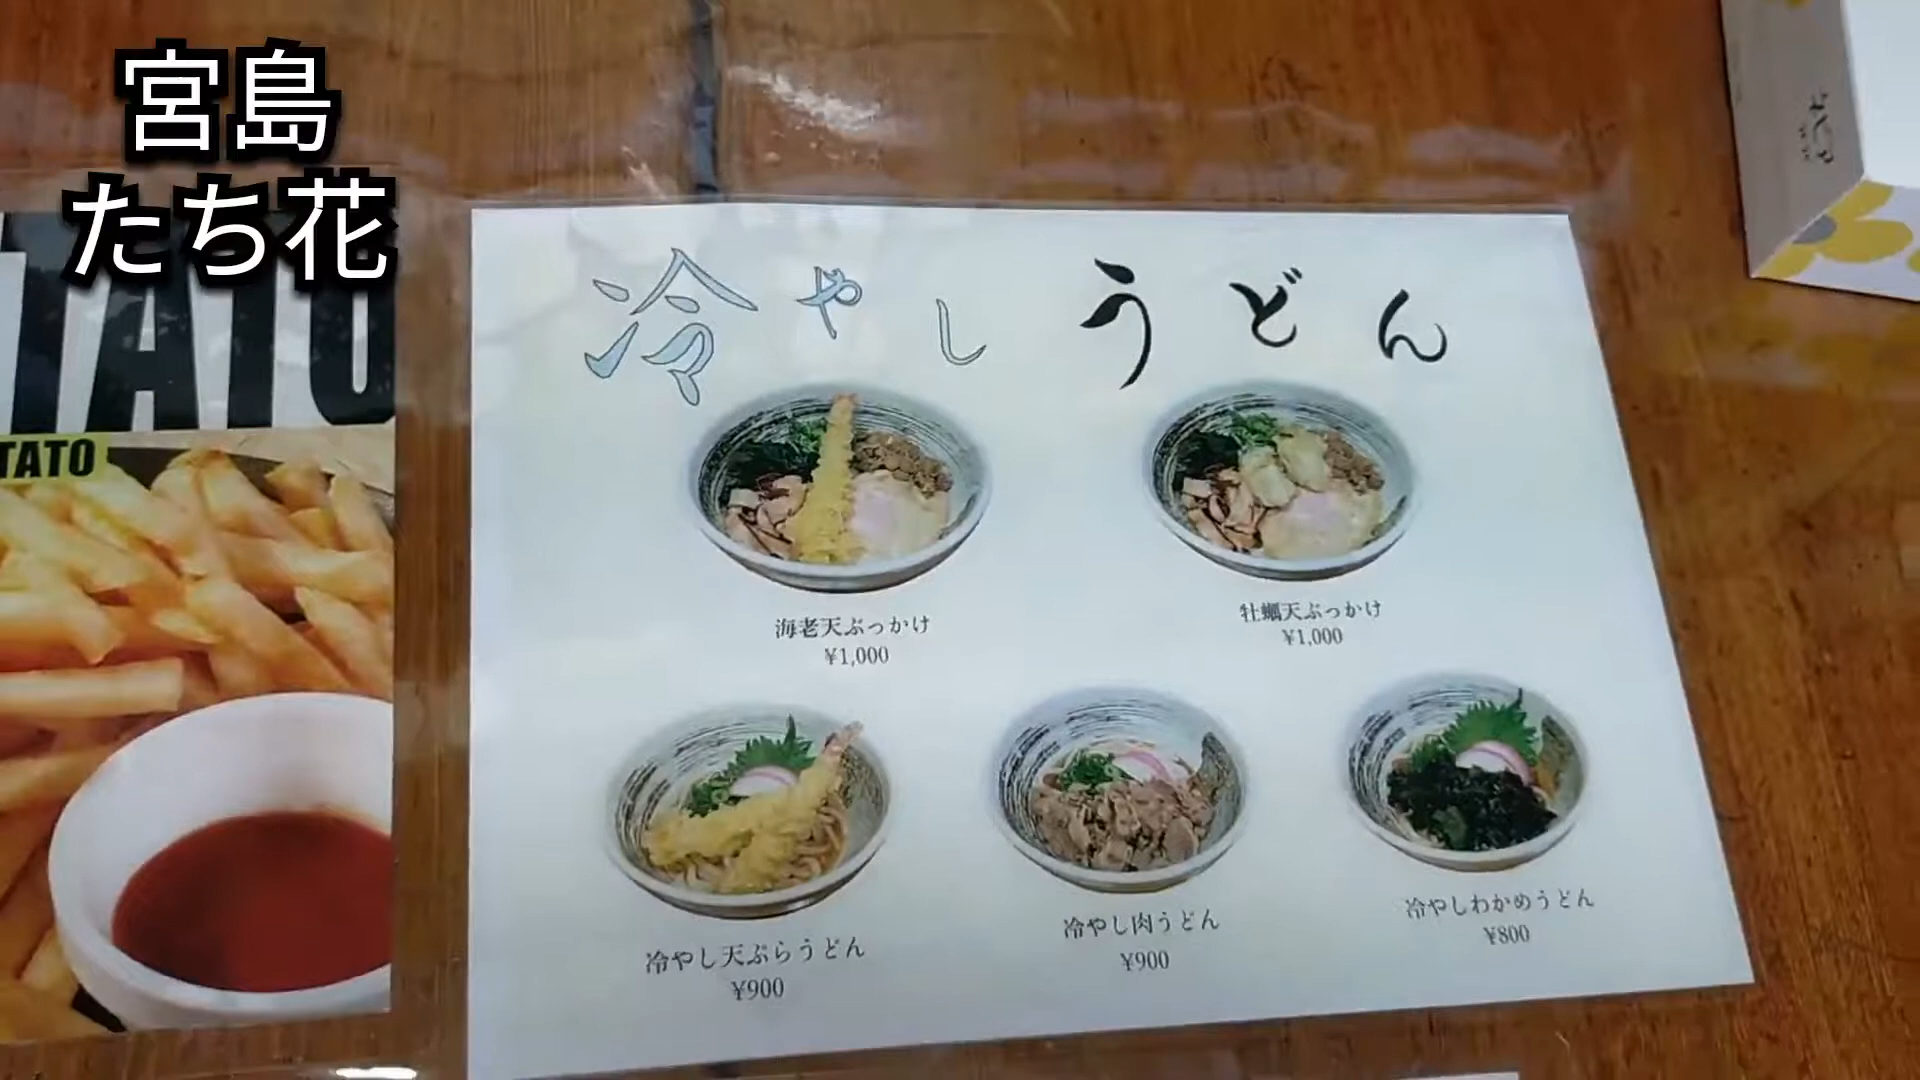 宮島
たち花
TATO
TATO
冷やしうどん
海老天ぶっかけ
¥1,000
牡蠣天ぶっかけ
¥1,000
冷やし天ぷらうどん
¥900
冷やし肉うどん
¥900
冷やしわかめうどん
¥800